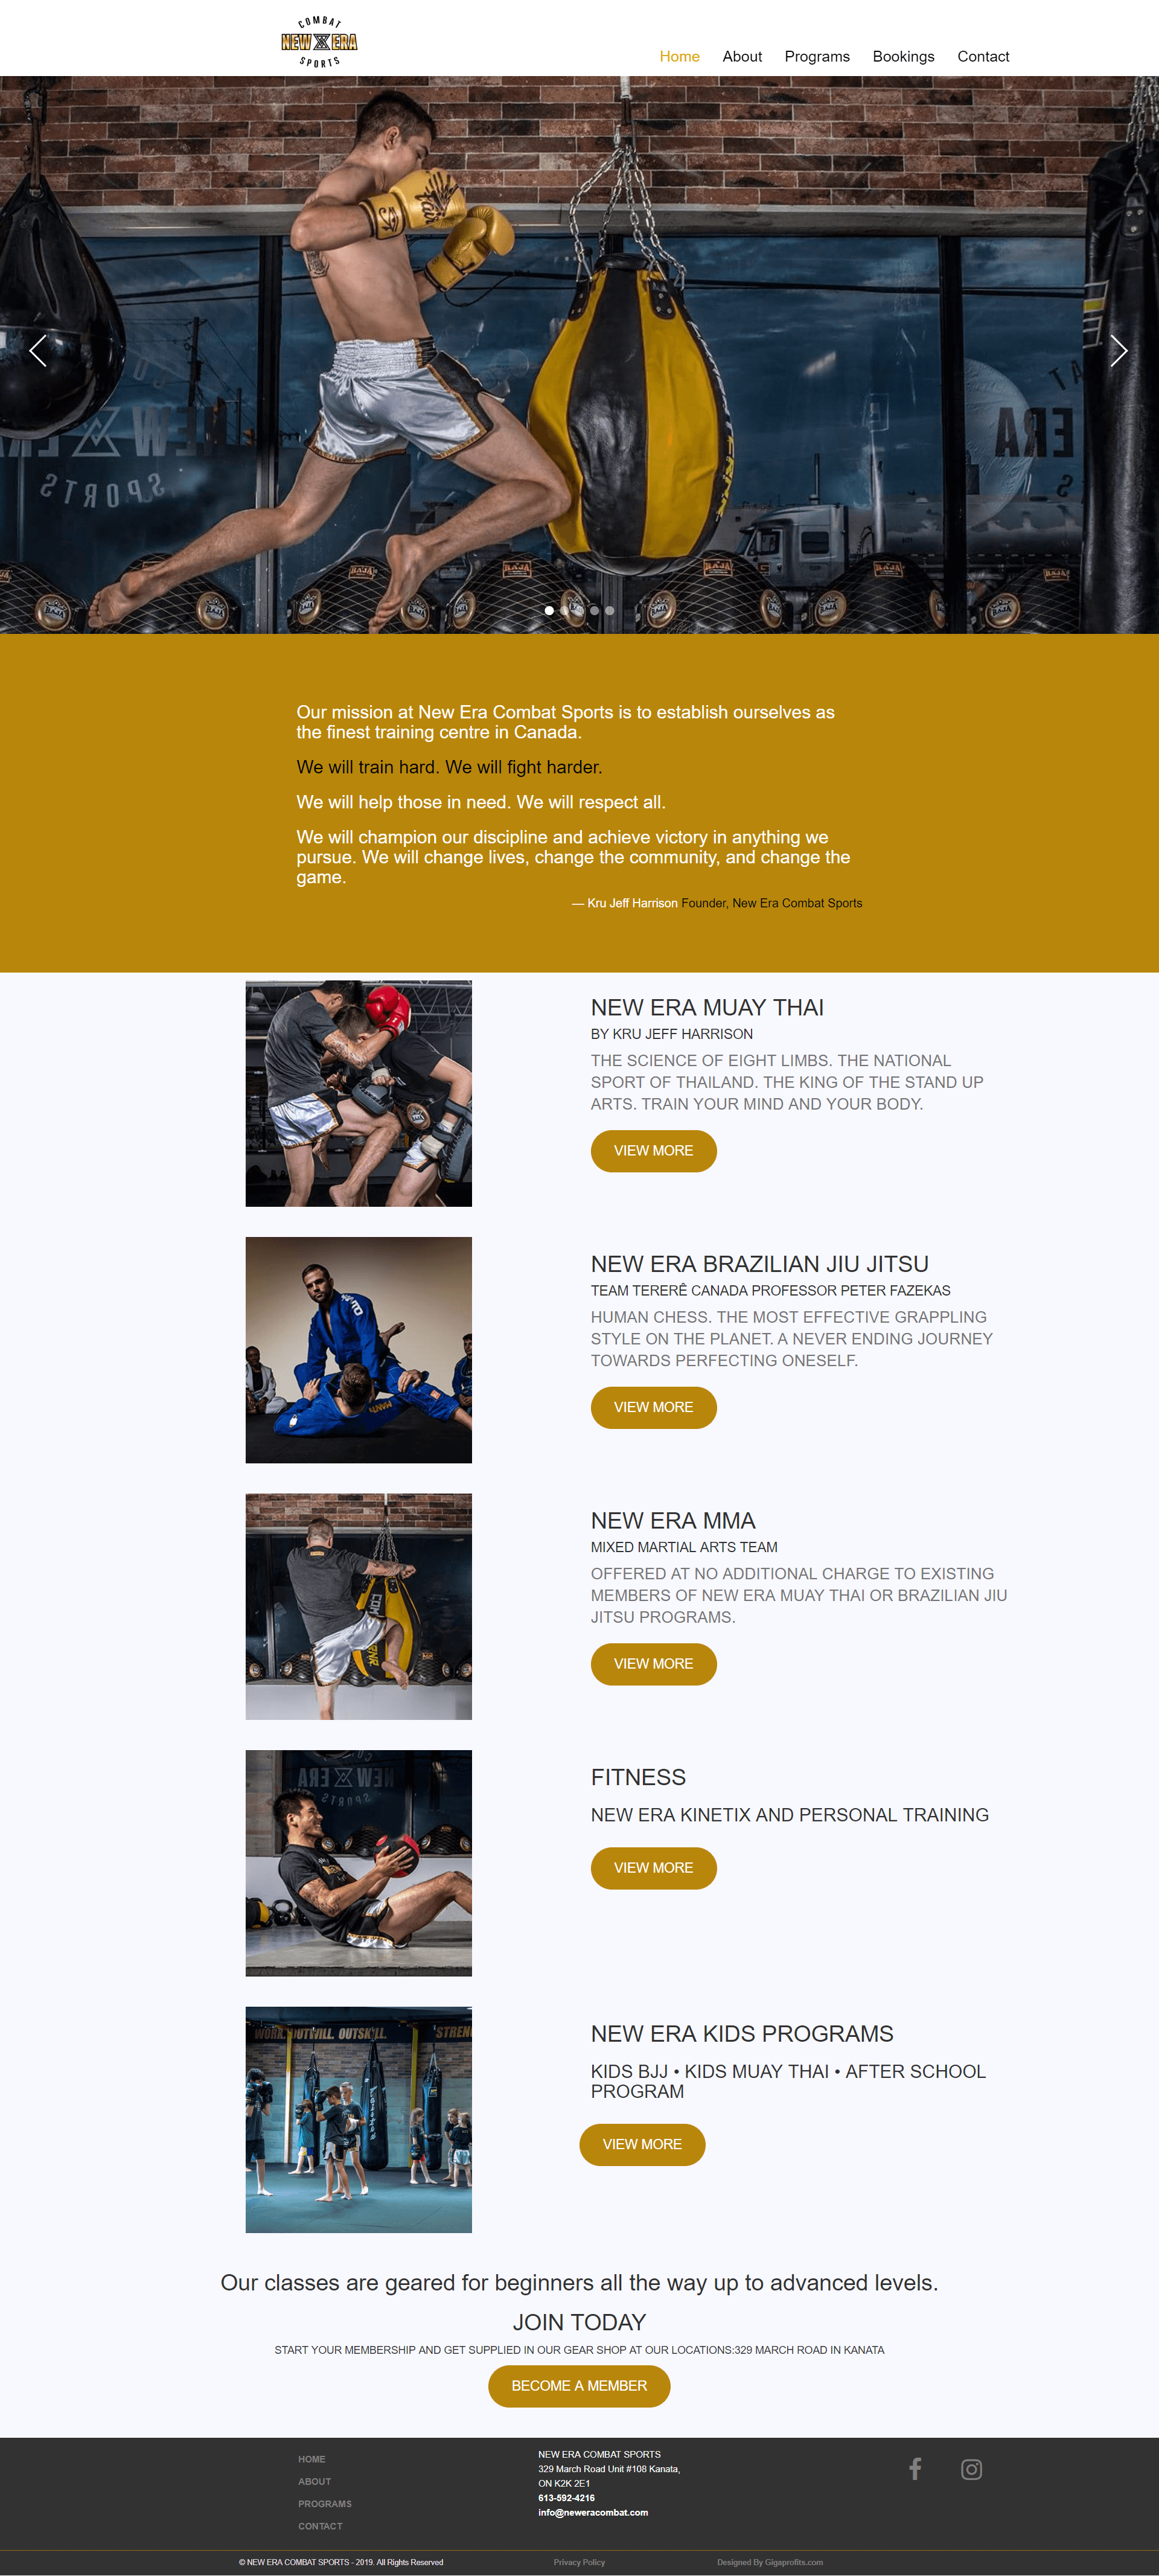 COMBAT
NEW ERA
SPORTS
Home About Programs Bookings Contact
NEW ERA
SPORTS
Our mission at New Era Combat Sports is to establish ourselves as
the finest training centre in Canada.
We will train hard. We will fight harder.
We will help those in need. We will respect all.
We will champion our discipline and achieve victory in anything we
pursue. We will change lives, change the community, and change the
game.
— Kru Jeff Harrison Founder, New Era Combat Sports
NEW ERA MUAY THAI
BY KRU JEFF HARRISON
THE SCIENCE OF EIGHT LIMBS. THE NATIONAL
SPORT OF THAILAND. THE KING OF THE STAND UP
ARTS. TRAIN YOUR MIND AND YOUR BODY.
VIEW MORE
NEW ERA BRAZILIAN JIU JITSU
TEAM TERERÊ CANADA PROFESSOR PETER FAZEKAS
HUMAN CHESS. THE MOST EFFECTIVE GRAPPLING
STYLE ON THE PLANET. A NEVER ENDING JOURNEY
TOWARDS PERFECTING ONESELF.
VIEW MORE
NEW ERA MMA
MIXED MARTIAL ARTS TEAM
OFFERED AT NO ADDITIONAL CHARGE TO EXISTING
MEMBERS OF NEW ERA MUAY THAI OR BRAZILIAN JIU
JITSU PROGRAMS.
VIEW MORE
FITNESS
NEW ERA KINETIX AND PERSONAL TRAINING
VIEW MORE
NEW ERA KIDS PROGRAMS
KIDS BJJ • KIDS MUAY THAI • AFTER SCHOOL
PROGRAM
VIEW MORE
Our classes are geared for beginners all the way up to advanced levels.
JOIN TODAY
START YOUR MEMBERSHIP AND GET SUPPLIED IN OUR GEAR SHOP AT OUR LOCATIONS:329 MARCH ROAD IN KANATA
BECOME A MEMBER
HOME
ABOUT
PROGRAMS
CONTACT
NEW ERA COMBAT SPORTS
329 March Road Unit #108 Kanata,
ON K2K 2E1
613-592-4216
info@neweracombat.com
© NEW ERA COMBAT SPORTS - 2019. All Rights Reserved
Privacy Policy
Designed By Gigaprofits.com